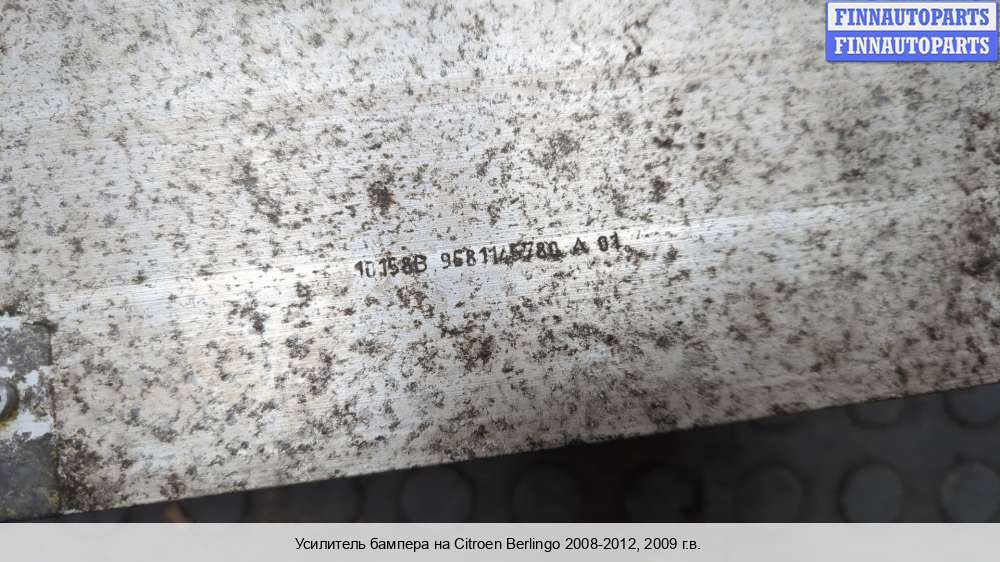 FINNAUTOPARTS
FINNAUTOPARTS
10158B 9681145780 A 01
Усилитель бампера на Citroen Berlingo 2008-2012, 2009 г.в.